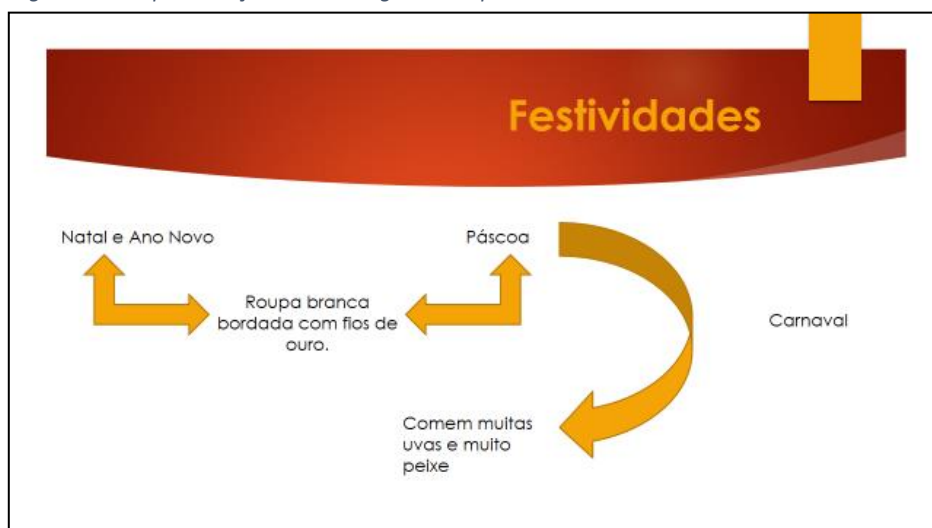 Festividades
Natal e Ano Novo
Páscoa
Roupa branca
bordada com fios de
ouro.
Carnaval
Comem muitas
uvas e muito
peixe